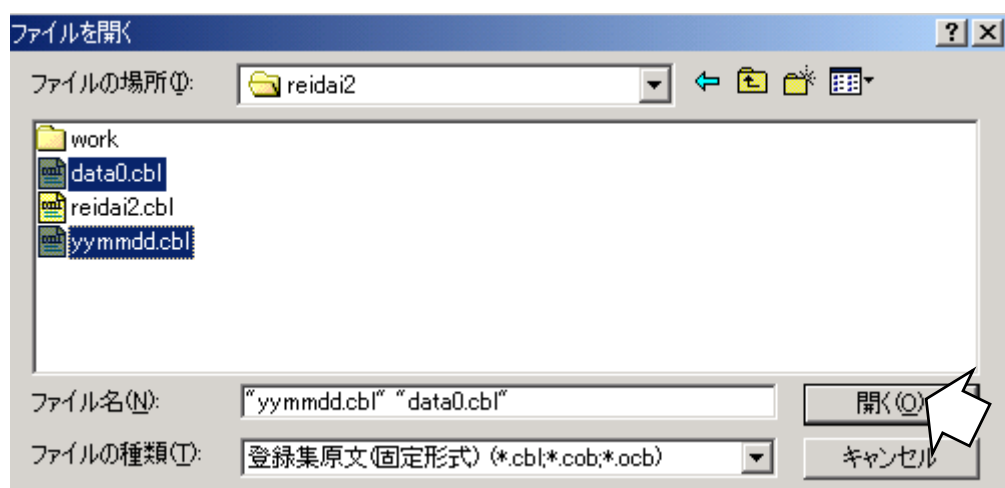 ファイルを開く
ファイルの場所(I): reidai2
work
data0.cbl
reidai2.cbl
yymmdd.cbl
ファイル名(N): "yymmdd.cbl" "data0.cbl" 開く(O)
ファイルの種類(T): 登録集原文(固定形式) (*.cbl;*.cob;*.ocb) キャンセル